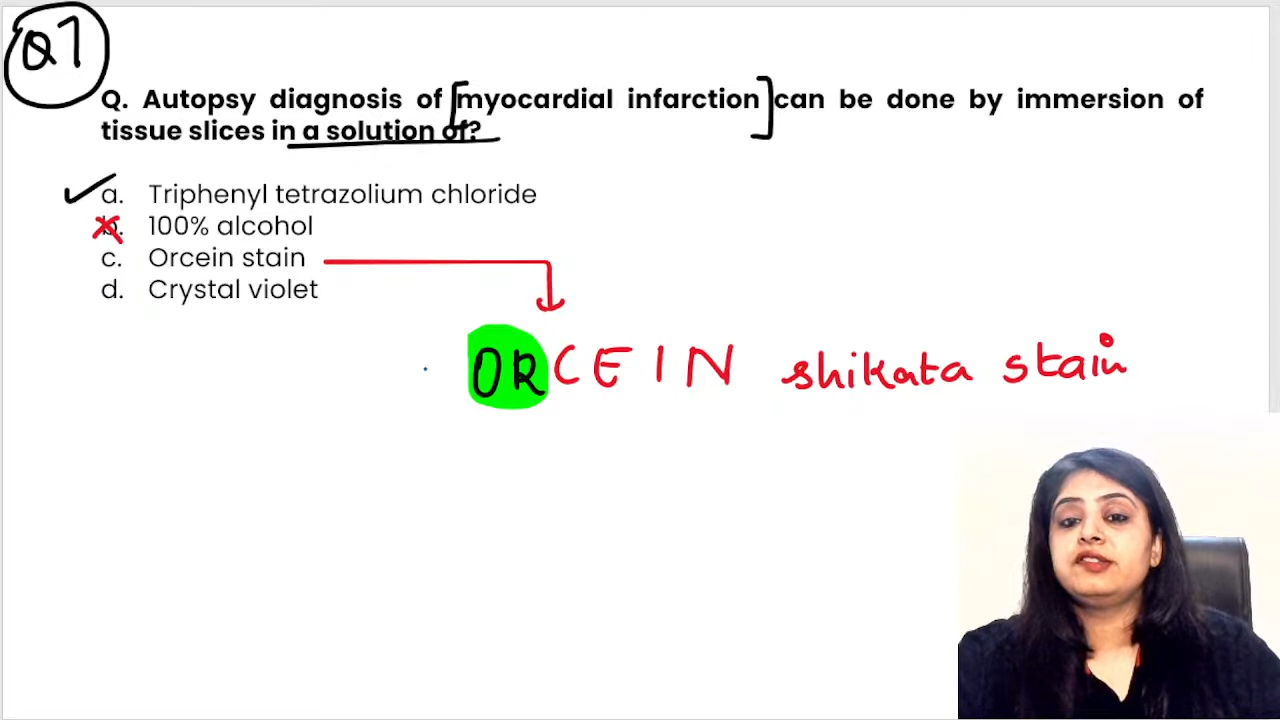 Q7
Q. Autopsy diagnosis of [myocardial infarction] can be done by immersion of
tissue slices in a solution of?
a. Triphenyl tetrazolium chloride
b. 100% alcohol
c. Orcein stain
d. Crystal violet
ORCEIN shikata stain